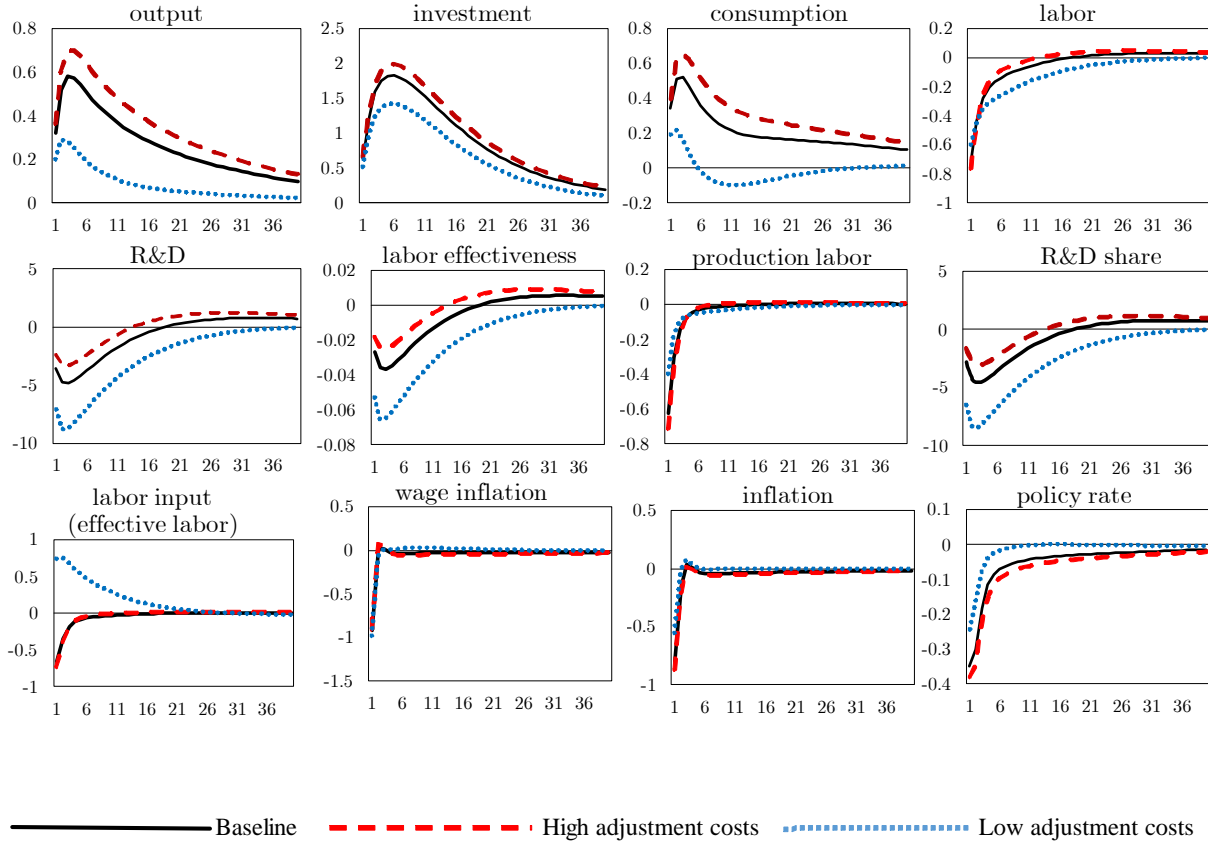 output
investment
consumption
labor
0.8
0.6
0.4
0.2
0
1 6 11 16 21 26 31 36
2.5
2
1.5
1
0.5
0
1 6 11 16 21 26 31 36
0.8
0.6
0.4
0.2
0
-0.2
1 6 11 16 21 26 31 36
0.2
0
-0.2
-0.4
-0.6
-0.8
-1
1 6 11 16 21 26 31 36
R&D
labor effectiveness
production labor
R&D share
5
0
-5
-10
1 6 11 16 21 26 31 36
0.02
0
-0.02
-0.04
-0.06
-0.08
1 6 11 16 21 26 31 36
0.2
0
-0.2
-0.4
-0.6
-0.8
1 6 11 16 21 26 31 36
5
0
-5
-10
1 6 11 16 21 26 31 36
labor input
(effective labor)
wage inflation
inflation
policy rate
1
0.5
0
-0.5
-1
1 6 11 16 21 26 31 36
0.5
0
-0.5
-1
-1.5
1 6 11 16 21 26 31 36
0.5
0
-0.5
-1
1 6 11 16 21 26 31 36
0.1
0
-0.1
-0.2
-0.3
-0.4
1 6 11 16 21 26 31 36
Baseline
High adjustment costs
Low adjustment costs